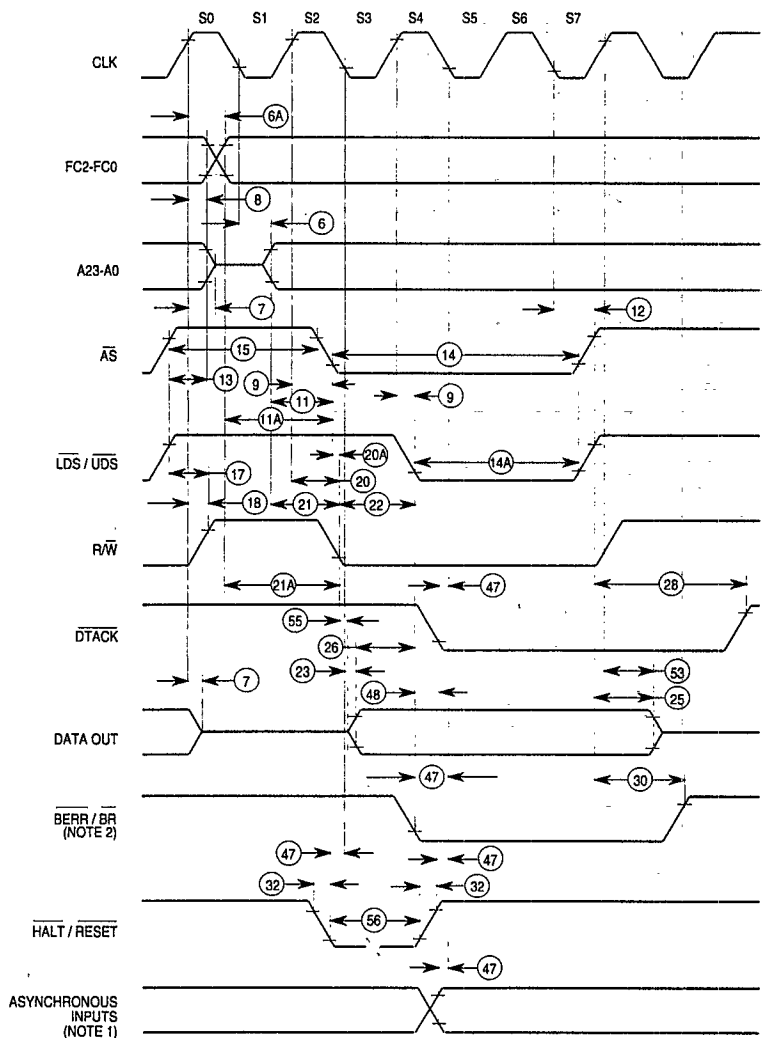 S0 S1 S2 S3 S4 S5 S6 S7
CLK
6A
FC2-FC0
8
6
A23-A0
7
12
AS
15
14
13
9
9
11
11A
LDS / UDS
20A
14A
17
20
18
21
22
R/W
21A
47
28
DTACK
55
26
23
53
7
48
25
DATA OUT
47
30
BERR / BR
(NOTE 2)
47
47
32
32
HALT / RESET
56
47
ASYNCHRONOUS
INPUTS
(NOTE 1)